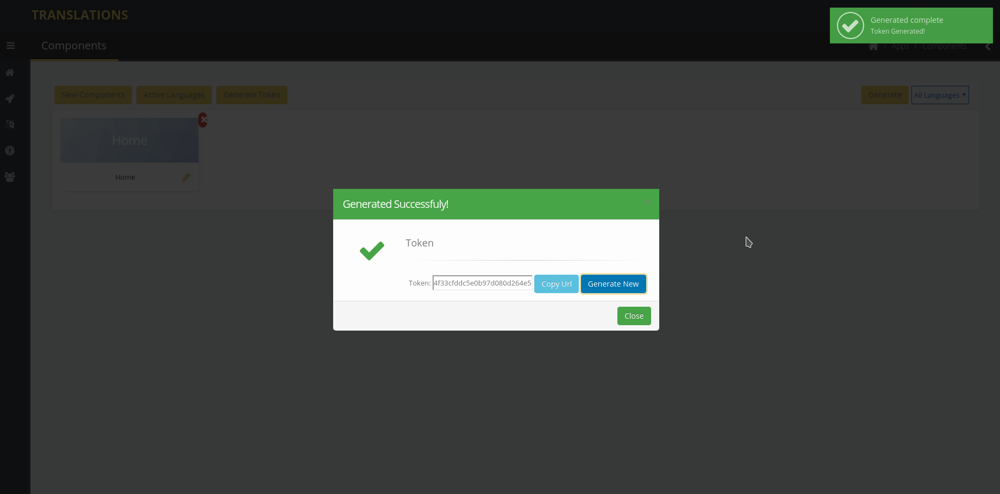 TRANSLATIONS
Generated complete
Token Generated!
Components
/ Apps / Components
New Components Active Languages Generate Token Generate All Languages
Home
Home
Generated Successfuly!
Token
Token: 4f33cfddc5e0b97d080d264e5 Copy Url Generate New
Close